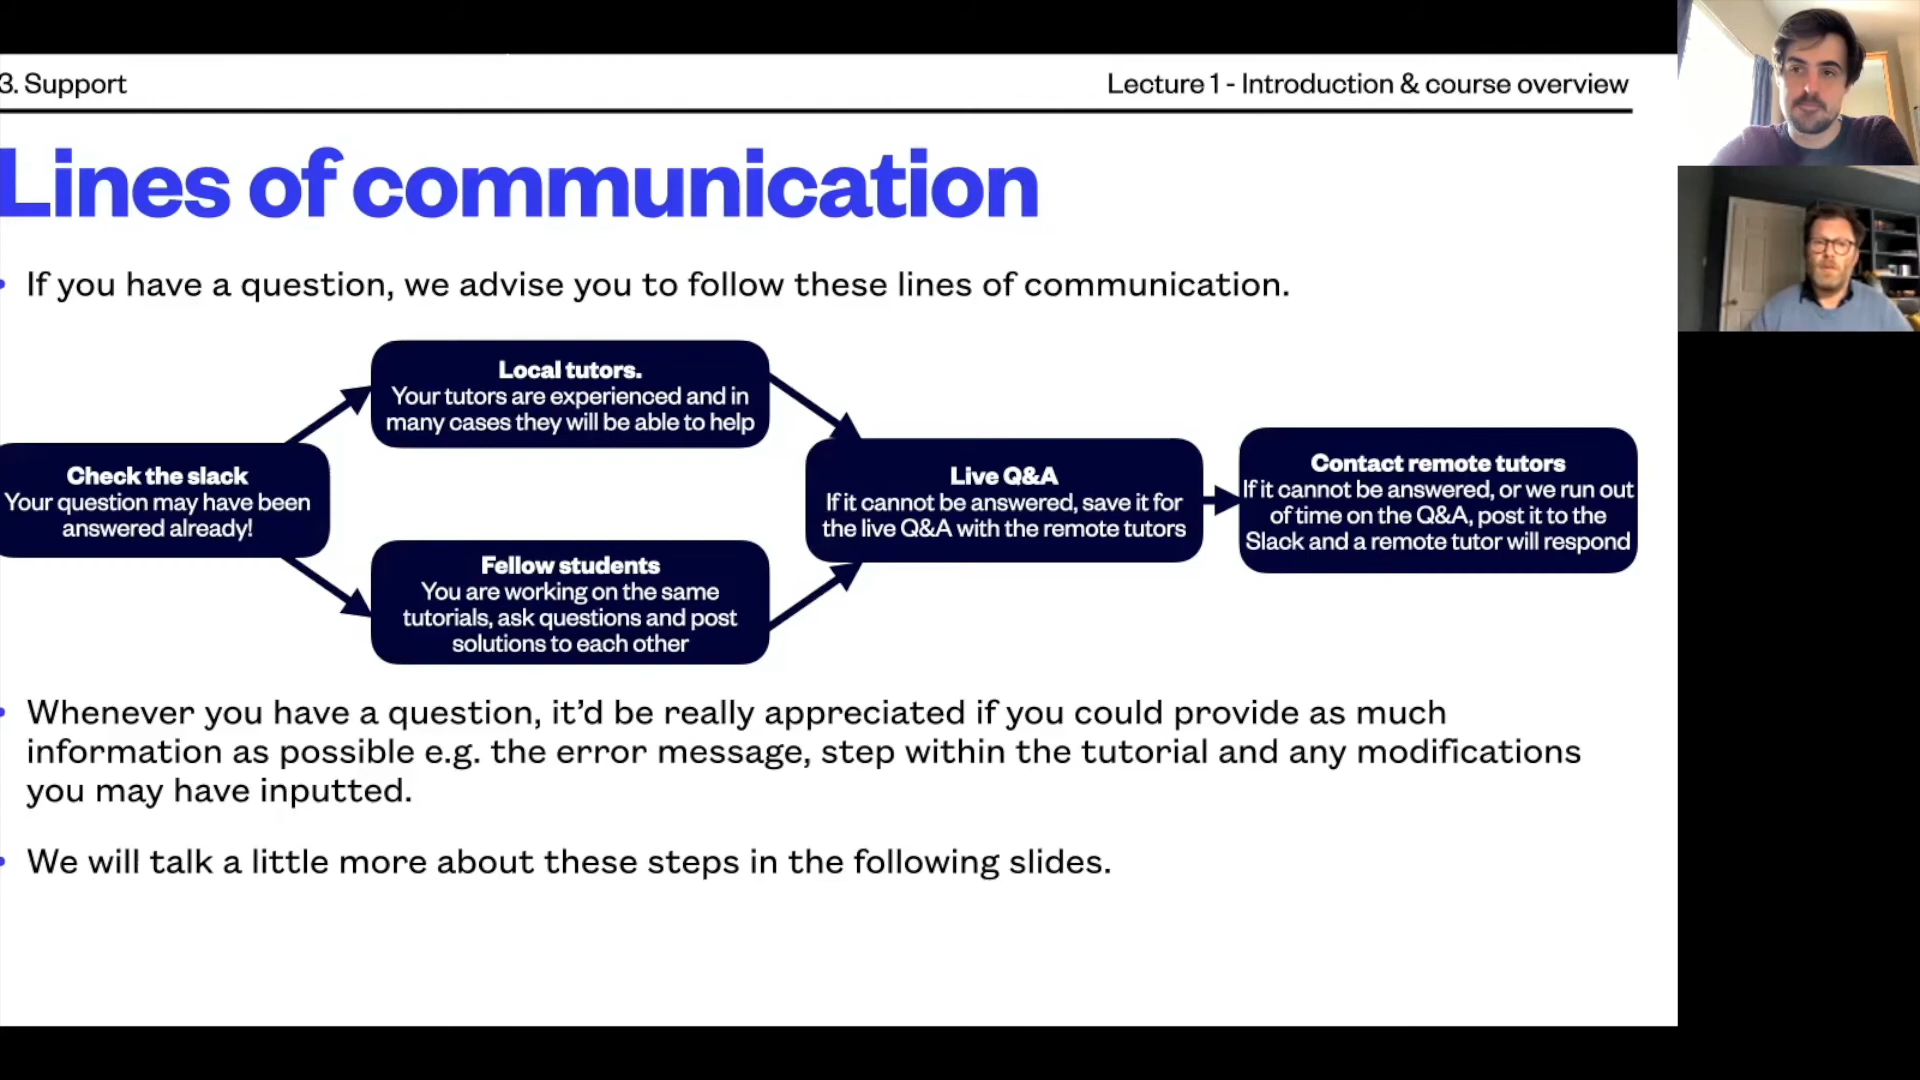 3. Support
Lecture 1 - Introduction & course overview
Lines of communication
If you have a question, we advise you to follow these lines of communication.
Local tutors.
Your tutors are experienced and in
many cases they will be able to help
Check the slack
Your question may have been
answered already!
Fellow students
You are working on the same
tutorials, ask questions and post
solutions to each other
Live Q&A
If it cannot be answered, save it for
the live Q&A with the remote tutors
Contact remote tutors
If it cannot be answered, or we run out
of time on the Q&A, post it to the
Slack and a remote tutor will respond
Whenever you have a question, it’d be really appreciated if you could provide as much
information as possible e.g. the error message, step within the tutorial and any modifications
you may have inputted.
We will talk a little more about these steps in the following slides.